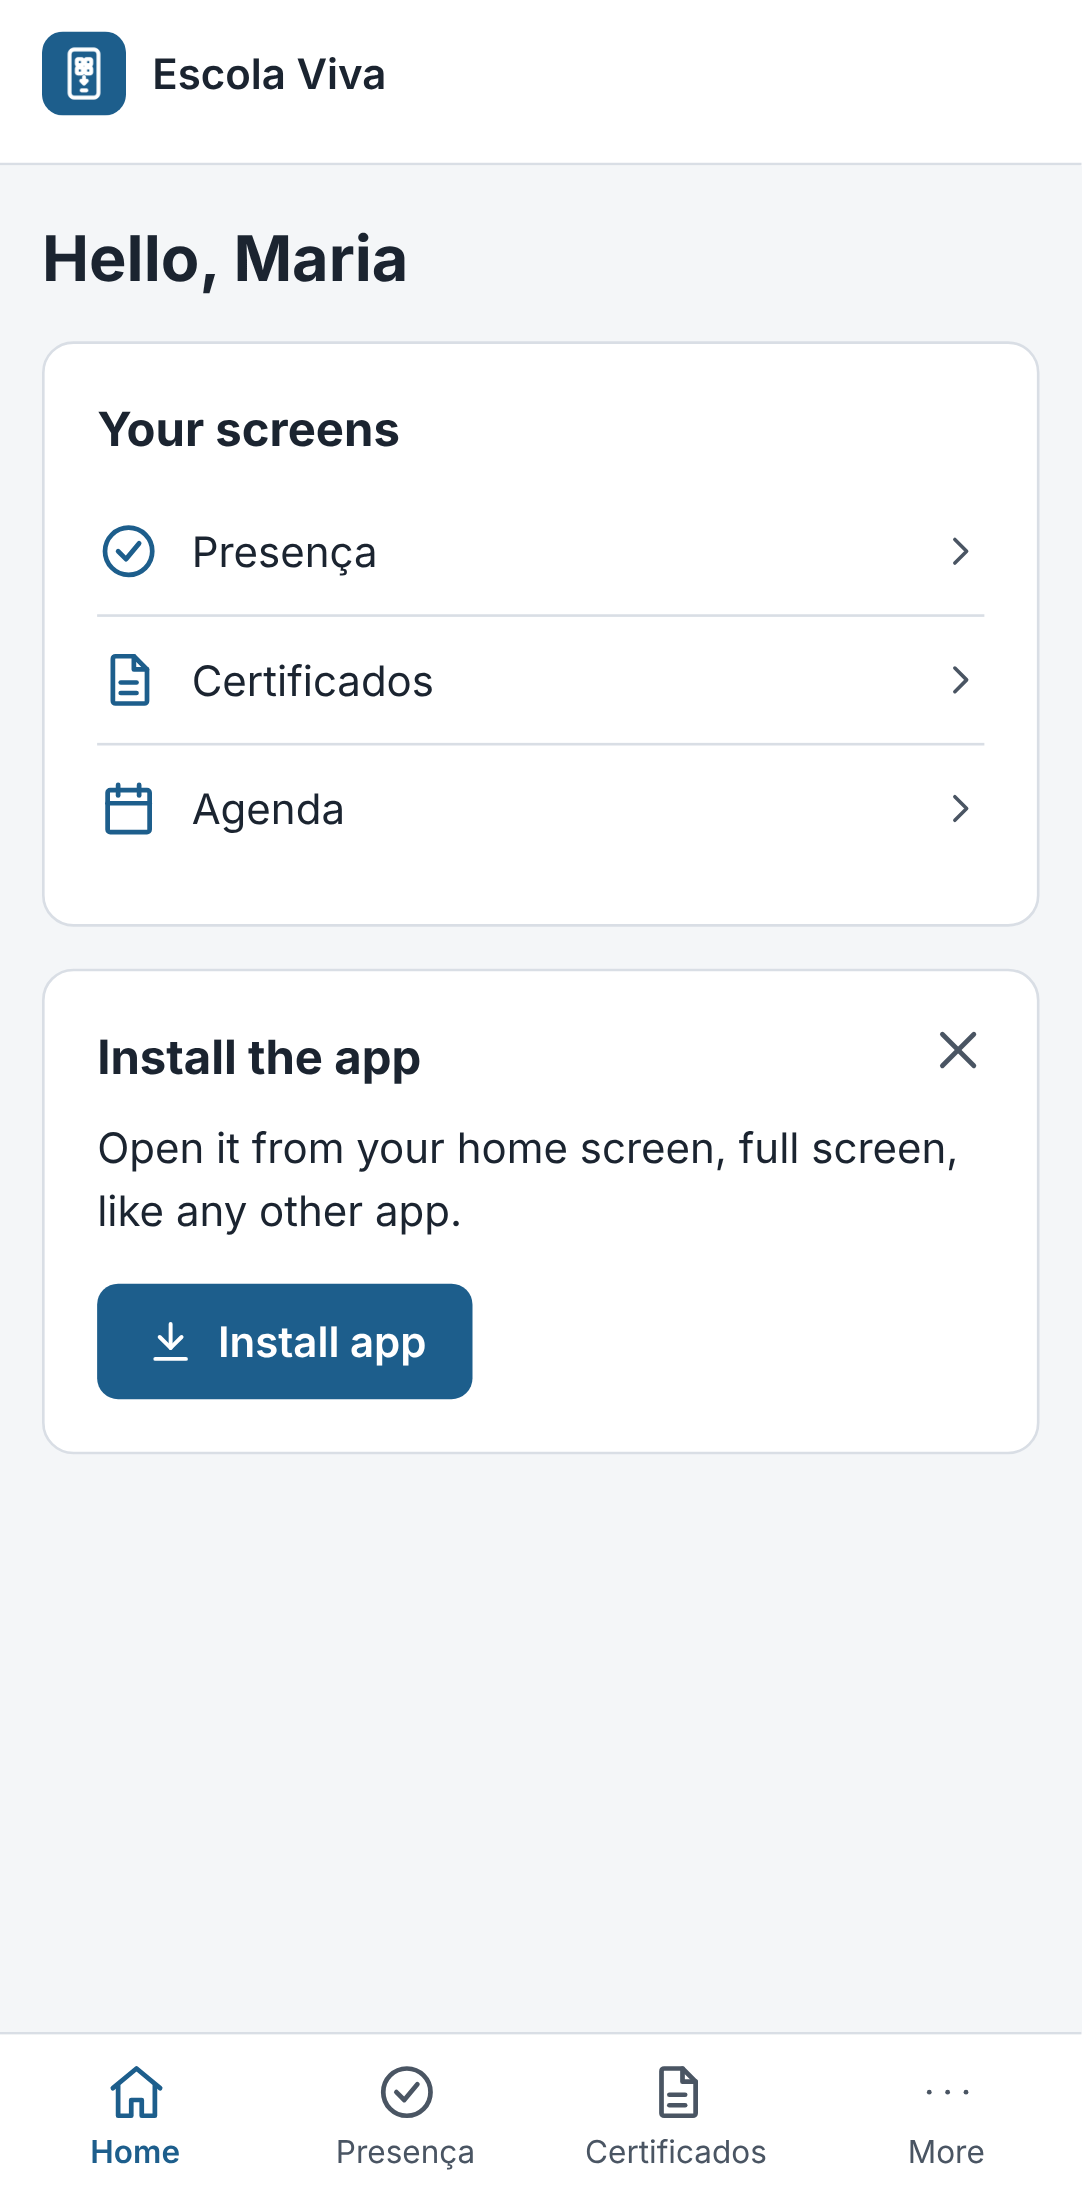 Escola Viva
Hello, Maria
Your screens
Presença
Certificados
Agenda
Install the app
Open it from your home screen, full screen,
like any other app.
Install app
Home
Presença
Certificados
More